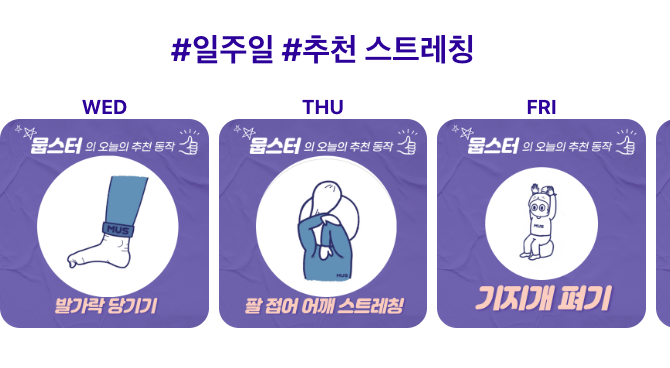 #일주일 #추천 스트레칭
WED
THU
FRI
뭅스터 의 오늘의 추천 동작
MUS
발가락 당기기
뭅스터 의 오늘의 추천 동작
MUS
팔 접어 어깨 스트레칭
뭅스터 의 오늘의 추천 동작
MUS
기지개 펴기